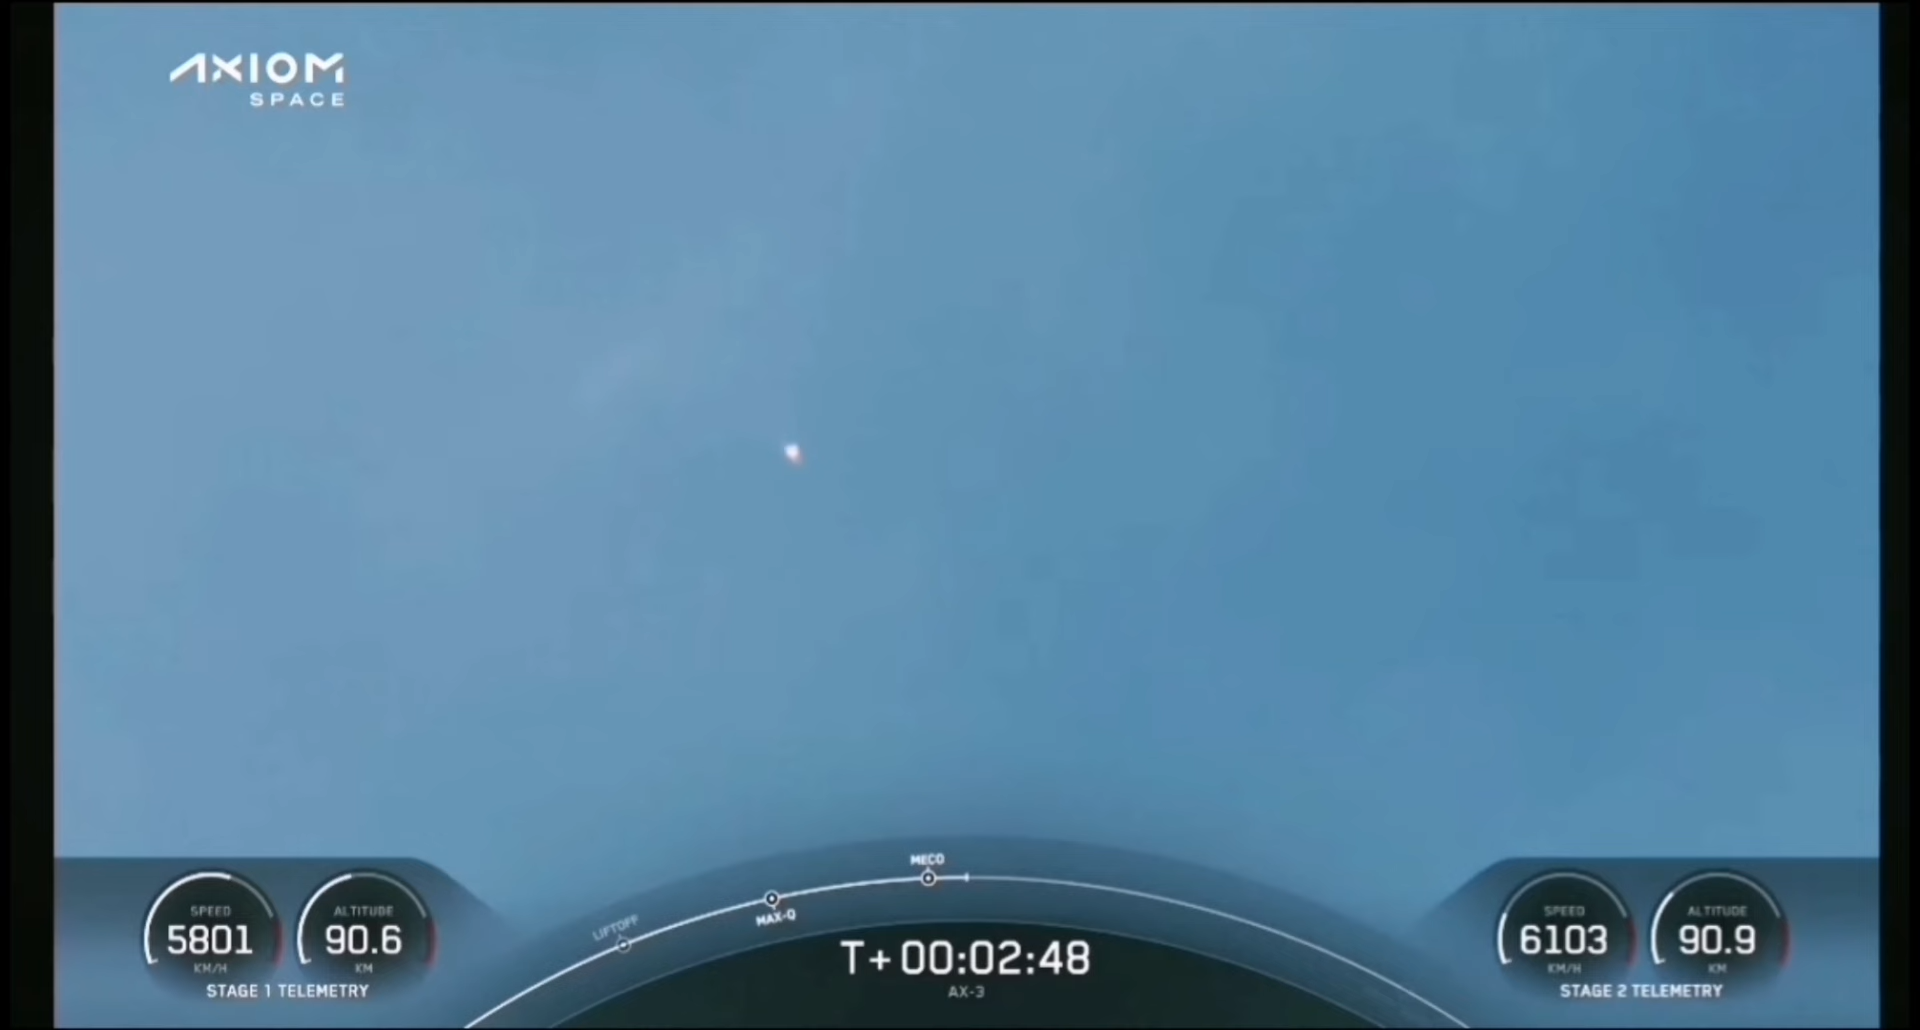 AXIOM
SPACE
MECO
LIFTOFF
MAX-Q
SPEED
5801
KM/H
ALTITUDE
90.6
KM
STAGE 1 TELEMETRY
T+ 00:02:48
AX-3
SPEED
6103
KM/H
ALTITUDE
90.9
KM
STAGE 2 TELEMETRY